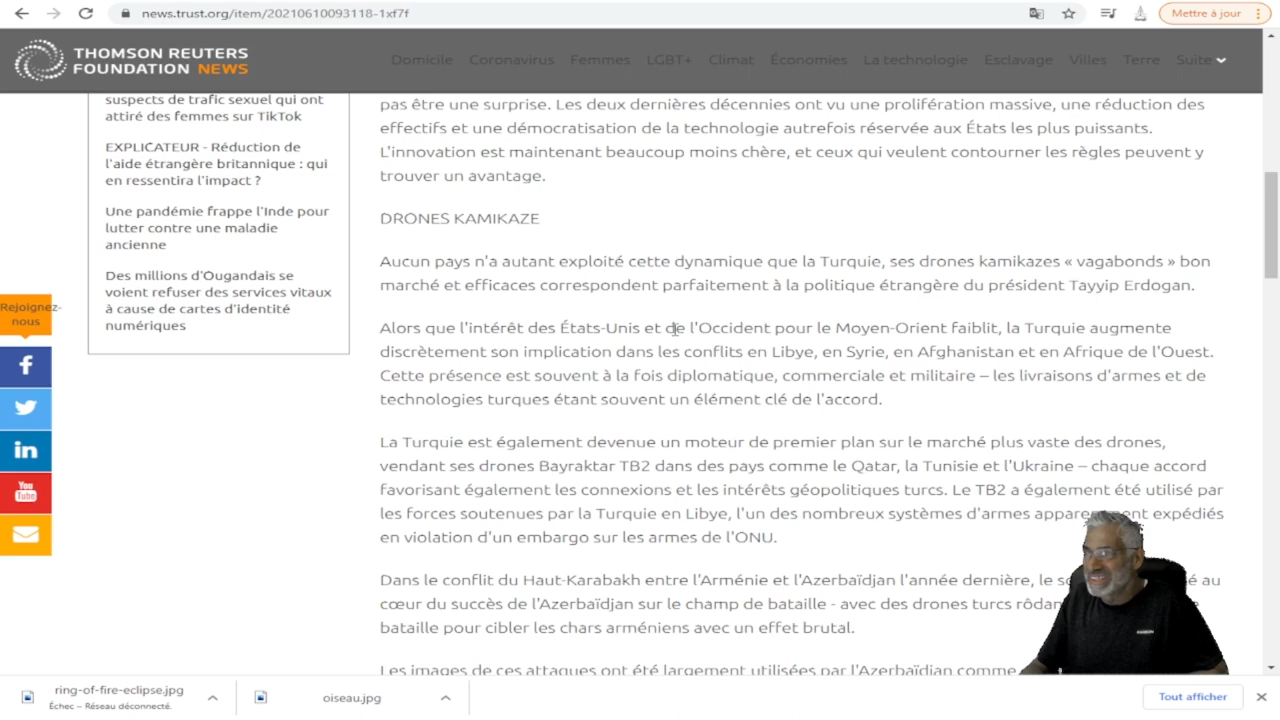 news.trust.org/item/20210610093118-1xf7f
Mettre à jour
THOMSON REUTERS
FOUNDATION NEWS
Domicile Coronavirus Femmes LGBT+ Climat Économies La technologie Esclavage Villes Terre Suite
suspects de trafic sexuel qui ont
attiré des femmes sur TikTok
EXPLICATEUR - Réduction de
l'aide étrangère britannique : qui
en ressentira l'impact ?
Une pandémie frappe l'Inde pour
lutter contre une maladie
ancienne
Des millions d'Ougandais se
voient refuser des services vitaux
à cause de cartes d'identité
numériques
Rejoignez-
nous
You
Tube
pas être une surprise. Les deux dernières décennies ont vu une prolifération massive, une réduction des
effectifs et une démocratisation de la technologie autrefois réservée aux États les plus puissants.
L'innovation est maintenant beaucoup moins chère, et ceux qui veulent contourner les règles peuvent y
trouver un avantage.
DRONES KAMIKAZE
Aucun pays n'a autant exploité cette dynamique que la Turquie, ses drones kamikazes « vagabonds » bon
marché et efficaces correspondent parfaitement à la politique étrangère du président Tayyip Erdogan.
Alors que l'intérêt des États-Unis et de l'Occident pour le Moyen-Orient faiblit, la Turquie augmente
discrètement son implication dans les conflits en Libye, en Syrie, en Afghanistan et en Afrique de l'Ouest.
Cette présence est souvent à la fois diplomatique, commerciale et militaire – les livraisons d'armes et de
technologies turques étant souvent un élément clé de l'accord.
La Turquie est également devenue un moteur de premier plan sur le marché plus vaste des drones,
vendant ses drones Bayraktar TB2 dans des pays comme le Qatar, la Tunisie et l'Ukraine – chaque accord
favorisant également les connexions et les intérêts géopolitiques turcs. Le TB2 a également été utilisé par
les forces soutenues par la Turquie en Libye, l'un des nombreux systèmes d'armes apparemment expédiés
en violation d'un embargo sur les armes de l'ONU.
Dans le conflit du Haut-Karabakh entre l'Arménie et l'Azerbaïdjan l'année dernière, le au
cœur du succès de l'Azerbaïdjan sur le champ de bataille - avec des drones turcs
bataille pour cibler les chars arméniens avec un effet brutal.
Les images de ces attaques ont été largement utilisées par l'Azerbaïdjan comme
ring-of-fire-eclipse.jpg
Échec – Réseau déconnecté.
oiseau.jpg
Tout afficher